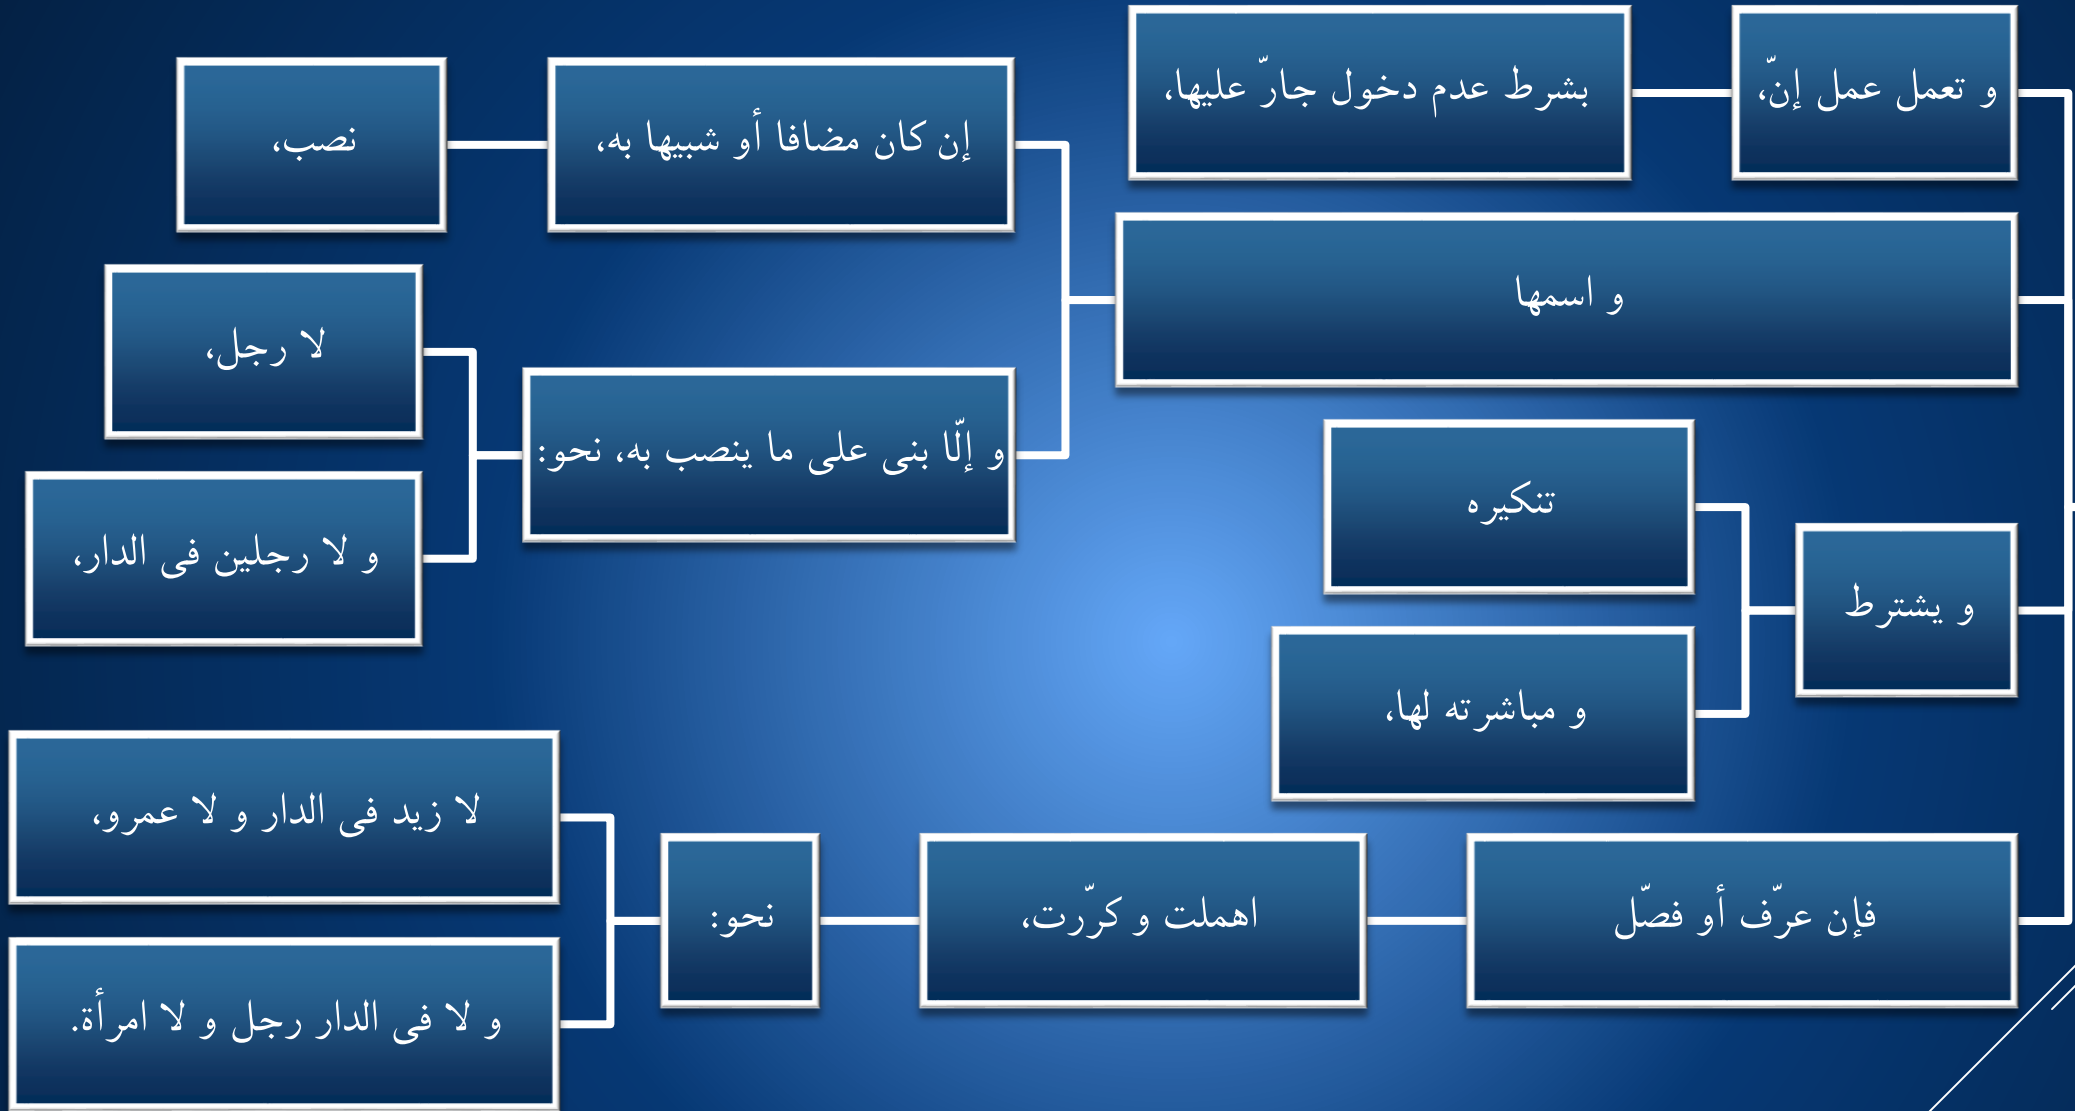 و تعمل عمل إنّ،
بشرط عدم دخول جارّ عليها،
و اسمها
إن كان مضافا أو شبيها به،
نصب،
و إلّا بنى على ما ينصب به، نحو:
لا رجل،
و لا رجلين فى الدار،
و يشترط
تنكيره
و مباشرته لها،
فإن عرّف أو فصّل
اهملت و كرّرت،
نحو:
لا زيد فى الدار و لا عمرو،
و لا فى الدار رجل و لا امرأة.